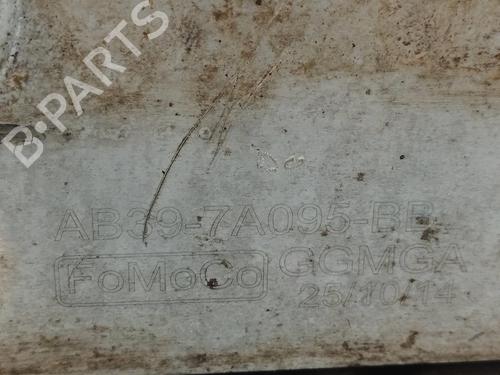 B-PARTS
AB39-7A095-BB
FoMoCo GGMGA
25/10/14